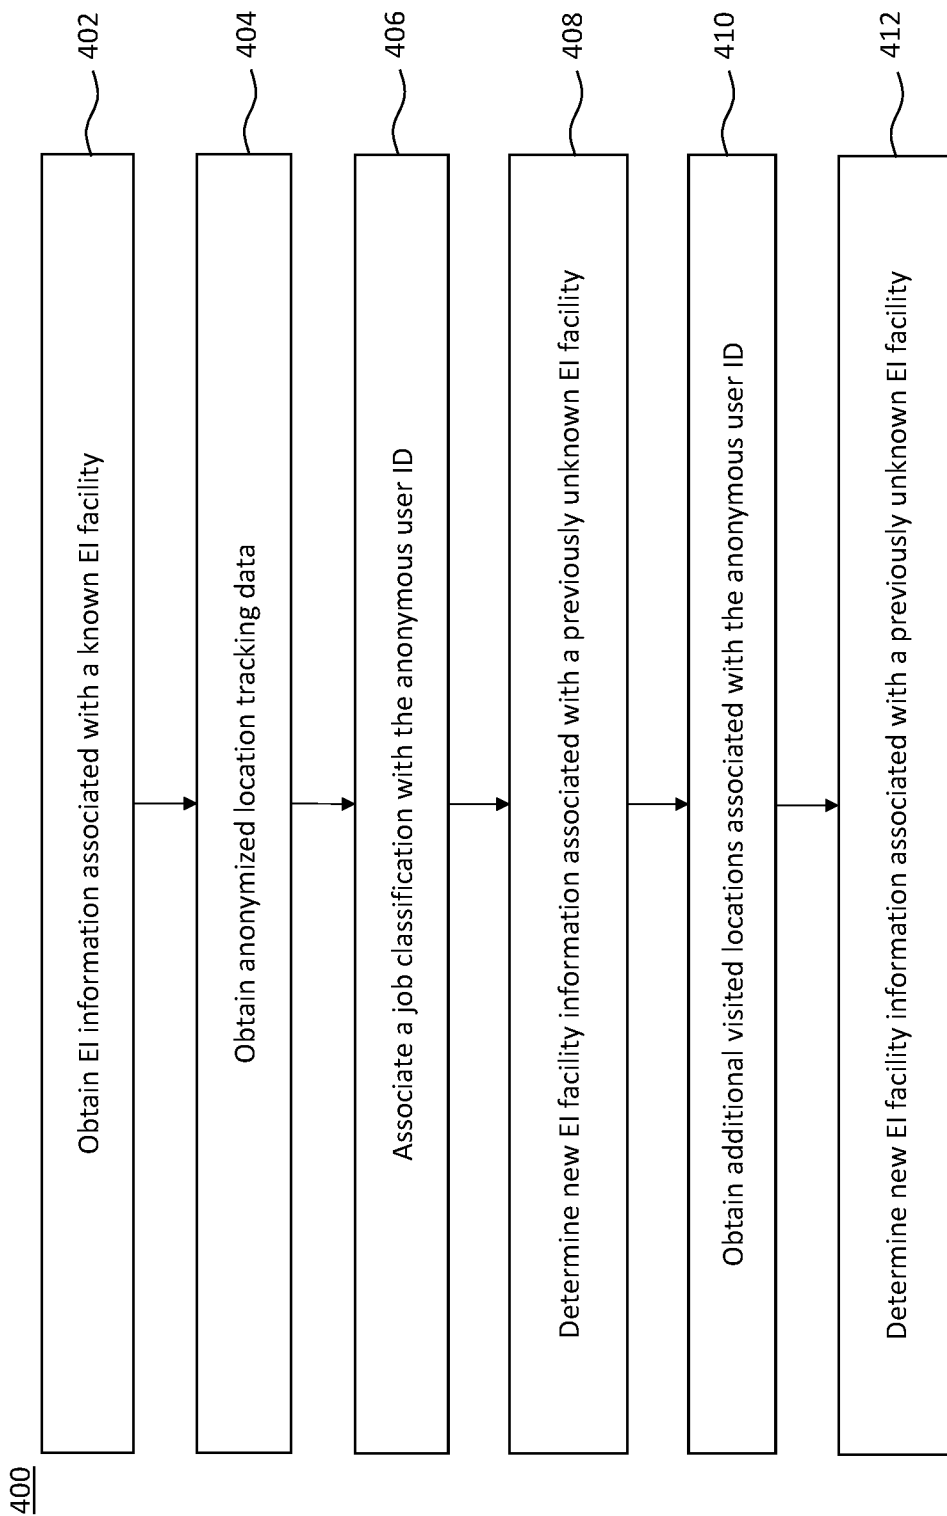 400
Obtain EI information associated with a known EI facility
402
Obtain anonymized location tracking data
404
Associate a job classification with the anonymous user ID
406
Determine new EI facility information associated with a previously unknown EI facility
408
Obtain additional visited locations associated with the anonymous user ID
410
Determine new EI facility information associated with a previously unknown EI facility
412